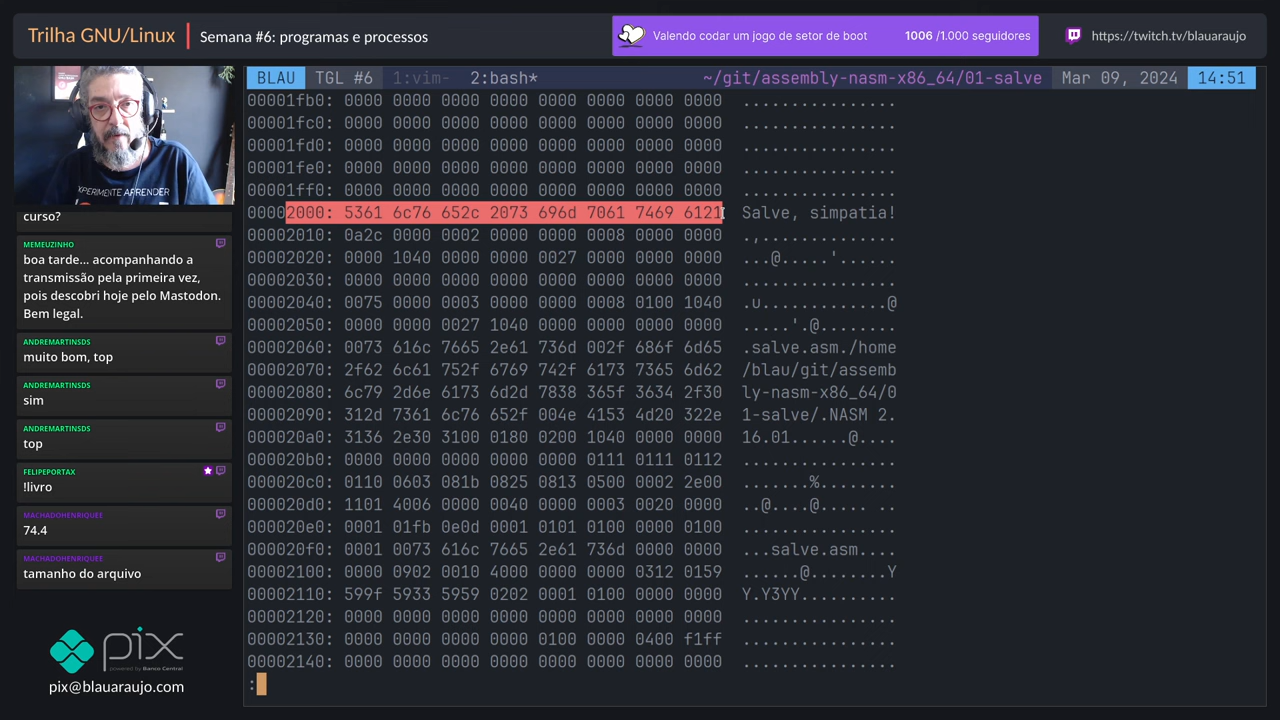 Trilha GNU/Linux
Semana #6: programas e processos
Valendo codar um jogo de setor de boot 1006 /1.000 seguidores
https://twitch.tv/blauaraujo
BLAU TGL #6 1:vim- 2:bash* ~/git/assembly-nasm-x86_64/01-salve Mar 09, 2024 14:51
XPERIMENTE APRENDER
curso?
MEMEUZINHO
boa tarde... acompanhando a
transmissão pela primeira vez,
pois descobri hoje pelo Mastodon.
Bem legal.
ANDREMARTINSDS
muito bom, top
ANDREMARTINSDS
sim
ANDREMARTINSDS
top
FELIPEPORTAX
!livro
MACHADOHENRIQUEE
74.4
MACHADOHENRIQUEE
tamanho do arquivo
pix
powered by Banco Central
pix@blauaraujo.com
00001fb0: 0000 0000 0000 0000 0000 0000 0000 0000 ................
00001fc0: 0000 0000 0000 0000 0000 0000 0000 0000 ................
00001fd0: 0000 0000 0000 0000 0000 0000 0000 0000 ................
00001fe0: 0000 0000 0000 0000 0000 0000 0000 0000 ................
00001ff0: 0000 0000 0000 0000 0000 0000 0000 0000 ................
00002000: 5361 6c76 652c 2073 696d 7061 7469 6121 Salve, simpatia!
00002010: 0a2c 0000 0002 0000 0000 0008 0000 0000 .,..............
00002020: 0000 1040 0000 0000 0027 0000 0000 0000 ...@.....'......
00002030: 0000 0000 0000 0000 0000 0000 0000 0000 ................
00002040: 0075 0000 0003 0000 0000 0008 0100 1040 .u.............@
00002050: 0000 0000 0027 1040 0000 0000 0000 0000 .....'.@........
00002060: 0073 616c 7665 2e61 736d 002f 686f 6d65 .salve.asm./home
00002070: 2f62 6c61 752f 6769 742f 6173 7365 6d62 /blau/git/assemb
00002080: 6c79 2d6e 6173 6d2d 7838 365f 3634 2f30 ly-nasm-x86_64/0
00002090: 312d 7361 6c76 652f 004e 4153 4d20 322e 1-salve/.NASM 2.
000020a0: 3136 2e30 3100 0180 0200 1040 0000 0000 16.01......@....
000020b0: 0000 0000 0000 0000 0000 0111 0111 0112 ................
000020c0: 0110 0603 081b 0825 0813 0500 0002 2e00 .......%........
000020d0: 1101 4006 0000 0040 0000 0003 0020 0000 ..@....@..... ..
000020e0: 0001 01fb 0e0d 0001 0101 0100 0000 0100 ................
000020f0: 0001 0073 616c 7665 2e61 736d 0000 0000 ...salve.asm....
00002100: 0000 0902 0010 4000 0000 0000 0312 0159 ......@........Y
00002110: 599f 5933 5959 0202 0001 0100 0000 0000 Y.Y3YY..........
00002120: 0000 0000 0000 0000 0000 0000 0000 0000 ................
00002130: 0000 0000 0000 0000 0100 0000 0400 f1ff ................
00002140: 0000 0000 0000 0000 0000 0000 0000 0000 ................
: